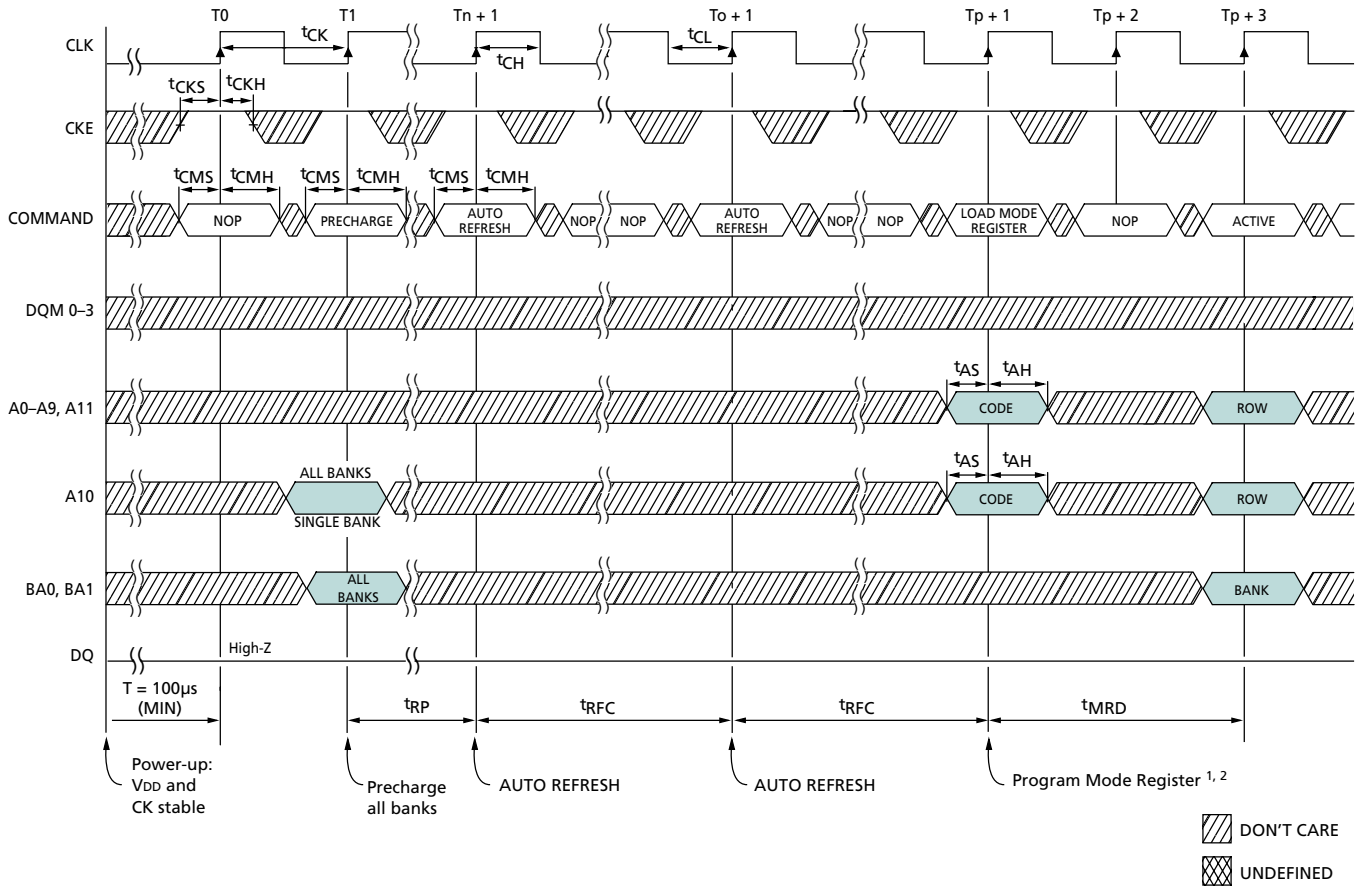 T0 T1 Tn + 1 To + 1 Tp + 1 Tp + 2 Tp + 3
CLK tCK tCH tCL
tCKS tCKH
CKE
tCMS tCMH tCMS tCMH tCMS tCMH
COMMAND NOP PRECHARGE AUTO REFRESH NOP NOP AUTO REFRESH NOP NOP LOAD MODE REGISTER NOP ACTIVE
DQM 0–3
tAS tAH
A0–A9, A11 CODE ROW
ALL BANKS tAS tAH
A10 CODE ROW
SINGLE BANK
BA0, BA1 ALL BANKS BANK
DQ High-Z
T = 100µs
(MIN)
tRP tRFC tRFC tMRD
Power-up:
VDD and
CK stable
Precharge
all banks
AUTO REFRESH
AUTO REFRESH
Program Mode Register 1, 2
DON'T CARE
UNDEFINED